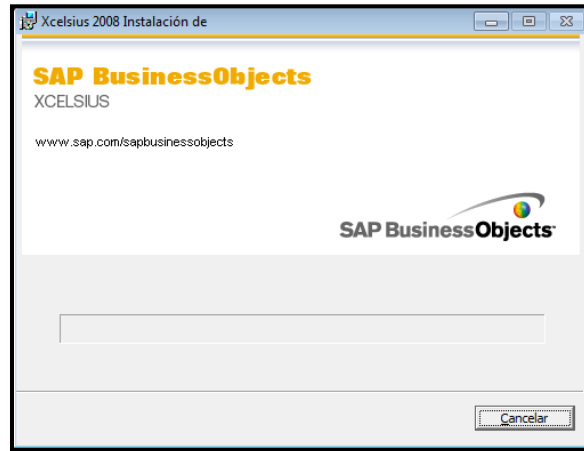 Xcelsius 2008 Instalación de
SAP BusinessObjects
XCELSIUS
www.sap.com/sapbusinessobjects
SAP BusinessObjects
Cancelar